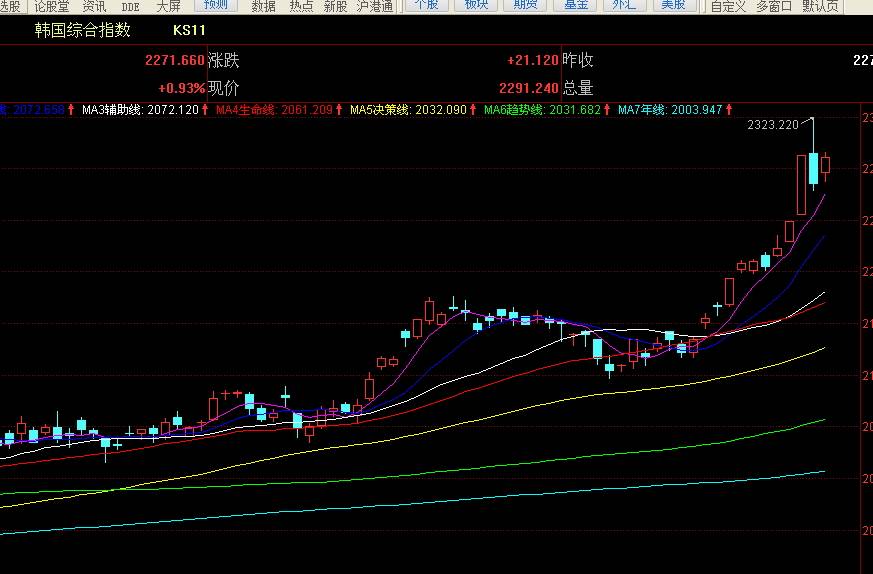 选股 论股堂 资讯 DDE 大屏 预测 数据 热点 新股 沪港通 个股 板块 期货 基金 外汇 美股 自定义 多窗口 默认页
韩国综合指数 KS11
2271.660 涨跌 +21.120 昨收 227
+0.93% 现价 2291.240 总量
线: 2072.658 MA3辅助线: 2072.120 MA4生命线: 2061.209 MA5决策线: 2032.090 MA6趋势线: 2031.682 MA7年线: 2003.947
2323.220
23
22
22
22
21
21
20
20
20